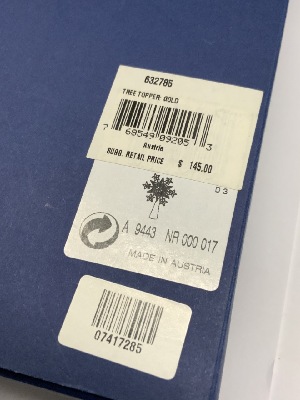 632785
TREE TOPPER GOLD
7 68549 09205 3
Austria
SUGG. RETAIL PRICE $ 145.00
03
A 9443 NR 000 017
MADE IN AUSTRIA
07417285